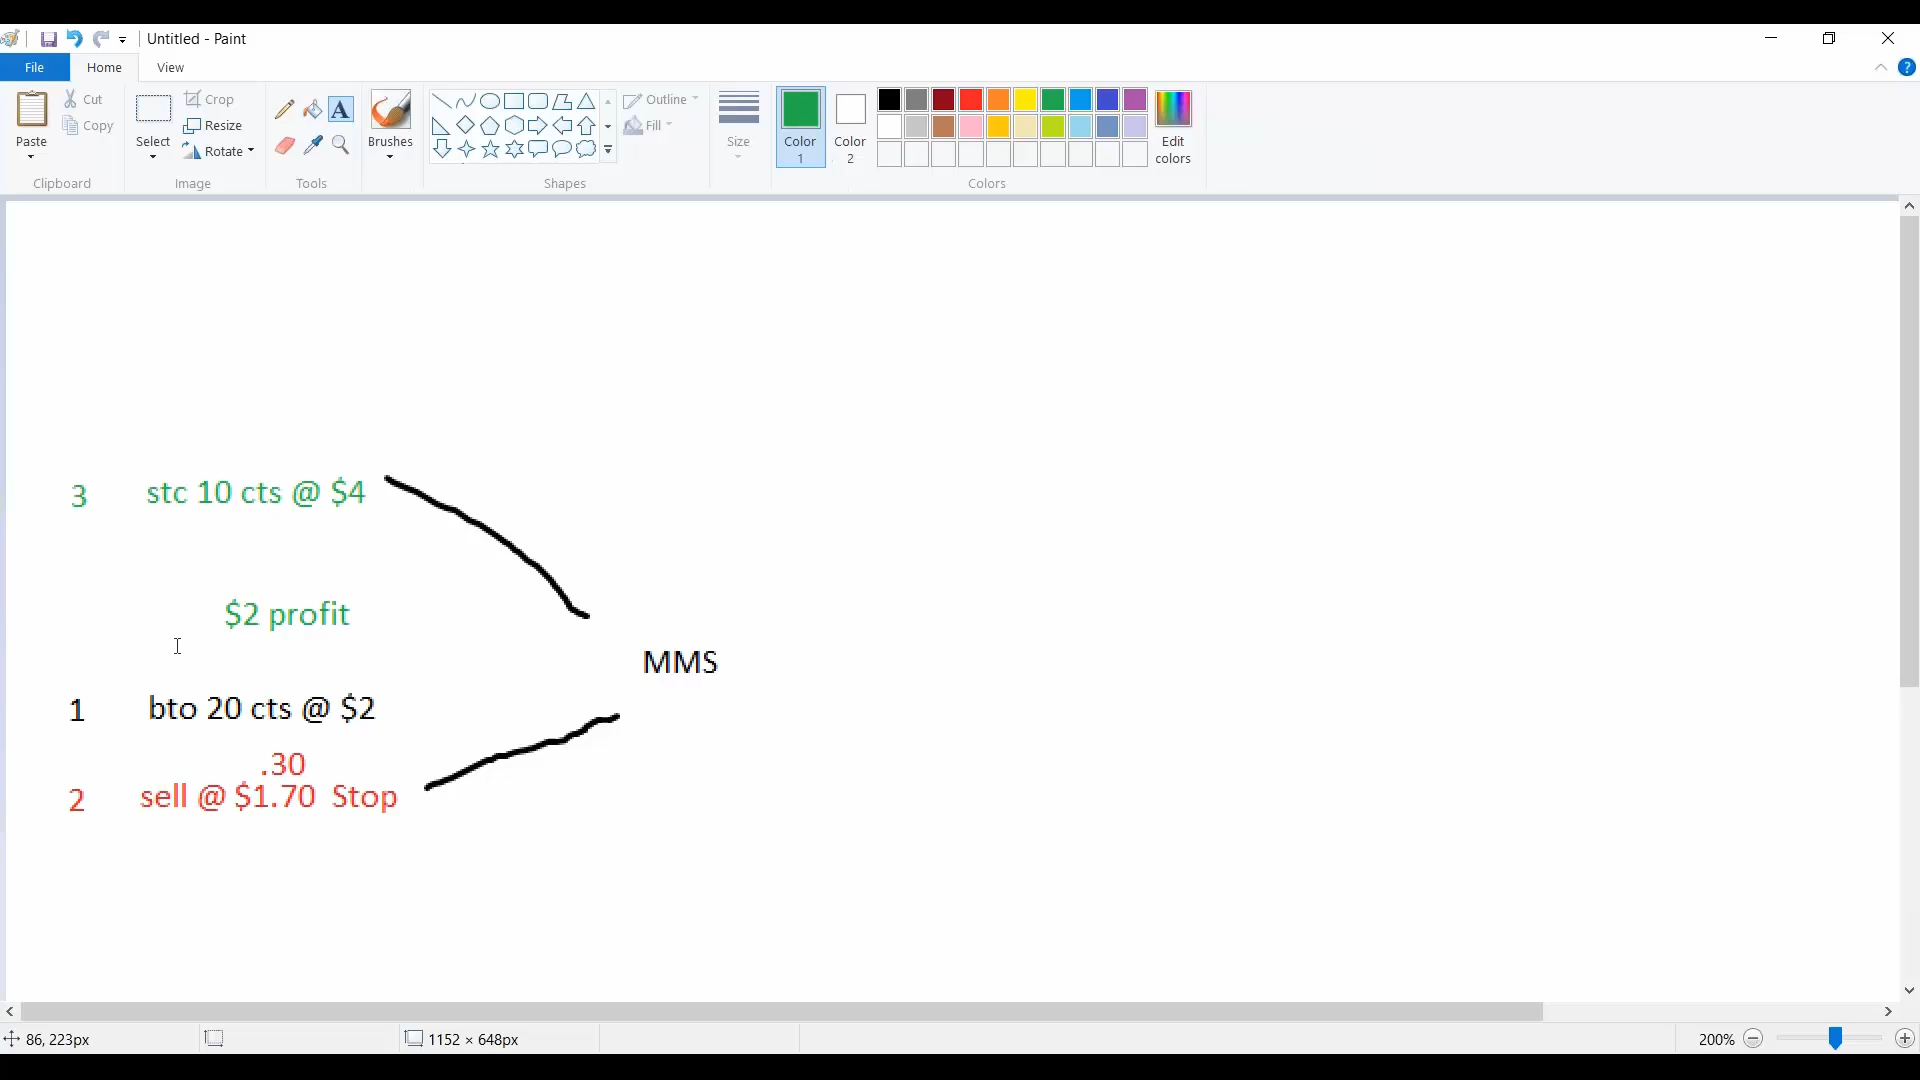 Untitled - Paint
File Home View
Paste
Cut
Copy
Clipboard
Select
Crop
Resize
Rotate
Image
A
Tools
Brushes
Shapes
Outline
Fill
Size
Color 1
Color 2
Edit colors
Colors
3 stc 10 cts @ $4
$2 profit
MMS
1 bto 20 cts @ $2
.30
2 sell @ $1.70 Stop
86, 223px
1152 × 648px
200%